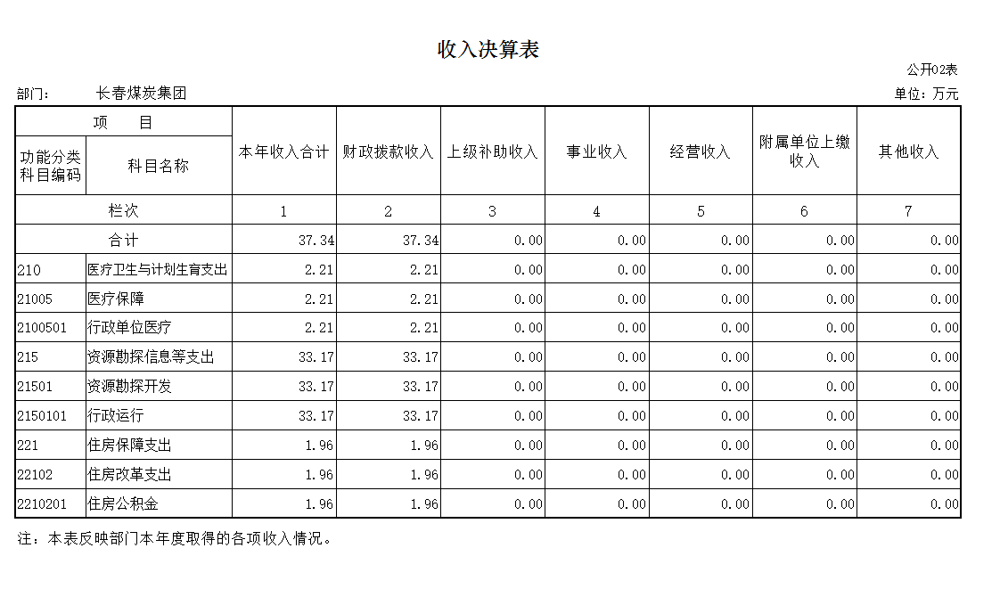 收入决算表
公开02表
部门： 长春煤炭集团 单位：万元
项 目 本年收入合计 财政拨款收入 上级补助收入 事业收入 经营收入 附属单位上缴收入 其他收入
功能分类科目编码 科目名称
栏次 1 2 3 4 5 6 7
合计 37.34 37.34 0.00 0.00 0.00 0.00 0.00
210 医疗卫生与计划生育支出 2.21 2.21 0.00 0.00 0.00 0.00 0.00
21005 医疗保障 2.21 2.21 0.00 0.00 0.00 0.00 0.00
2100501 行政单位医疗 2.21 2.21 0.00 0.00 0.00 0.00 0.00
215 资源勘探信息等支出 33.17 33.17 0.00 0.00 0.00 0.00 0.00
21501 资源勘探开发 33.17 33.17 0.00 0.00 0.00 0.00 0.00
2150101 行政运行 33.17 33.17 0.00 0.00 0.00 0.00 0.00
221 住房保障支出 1.96 1.96 0.00 0.00 0.00 0.00 0.00
22102 住房改革支出 1.96 1.96 0.00 0.00 0.00 0.00 0.00
2210201 住房公积金 1.96 1.96 0.00 0.00 0.00 0.00 0.00
注：本表反映部门本年度取得的各项收入情况。